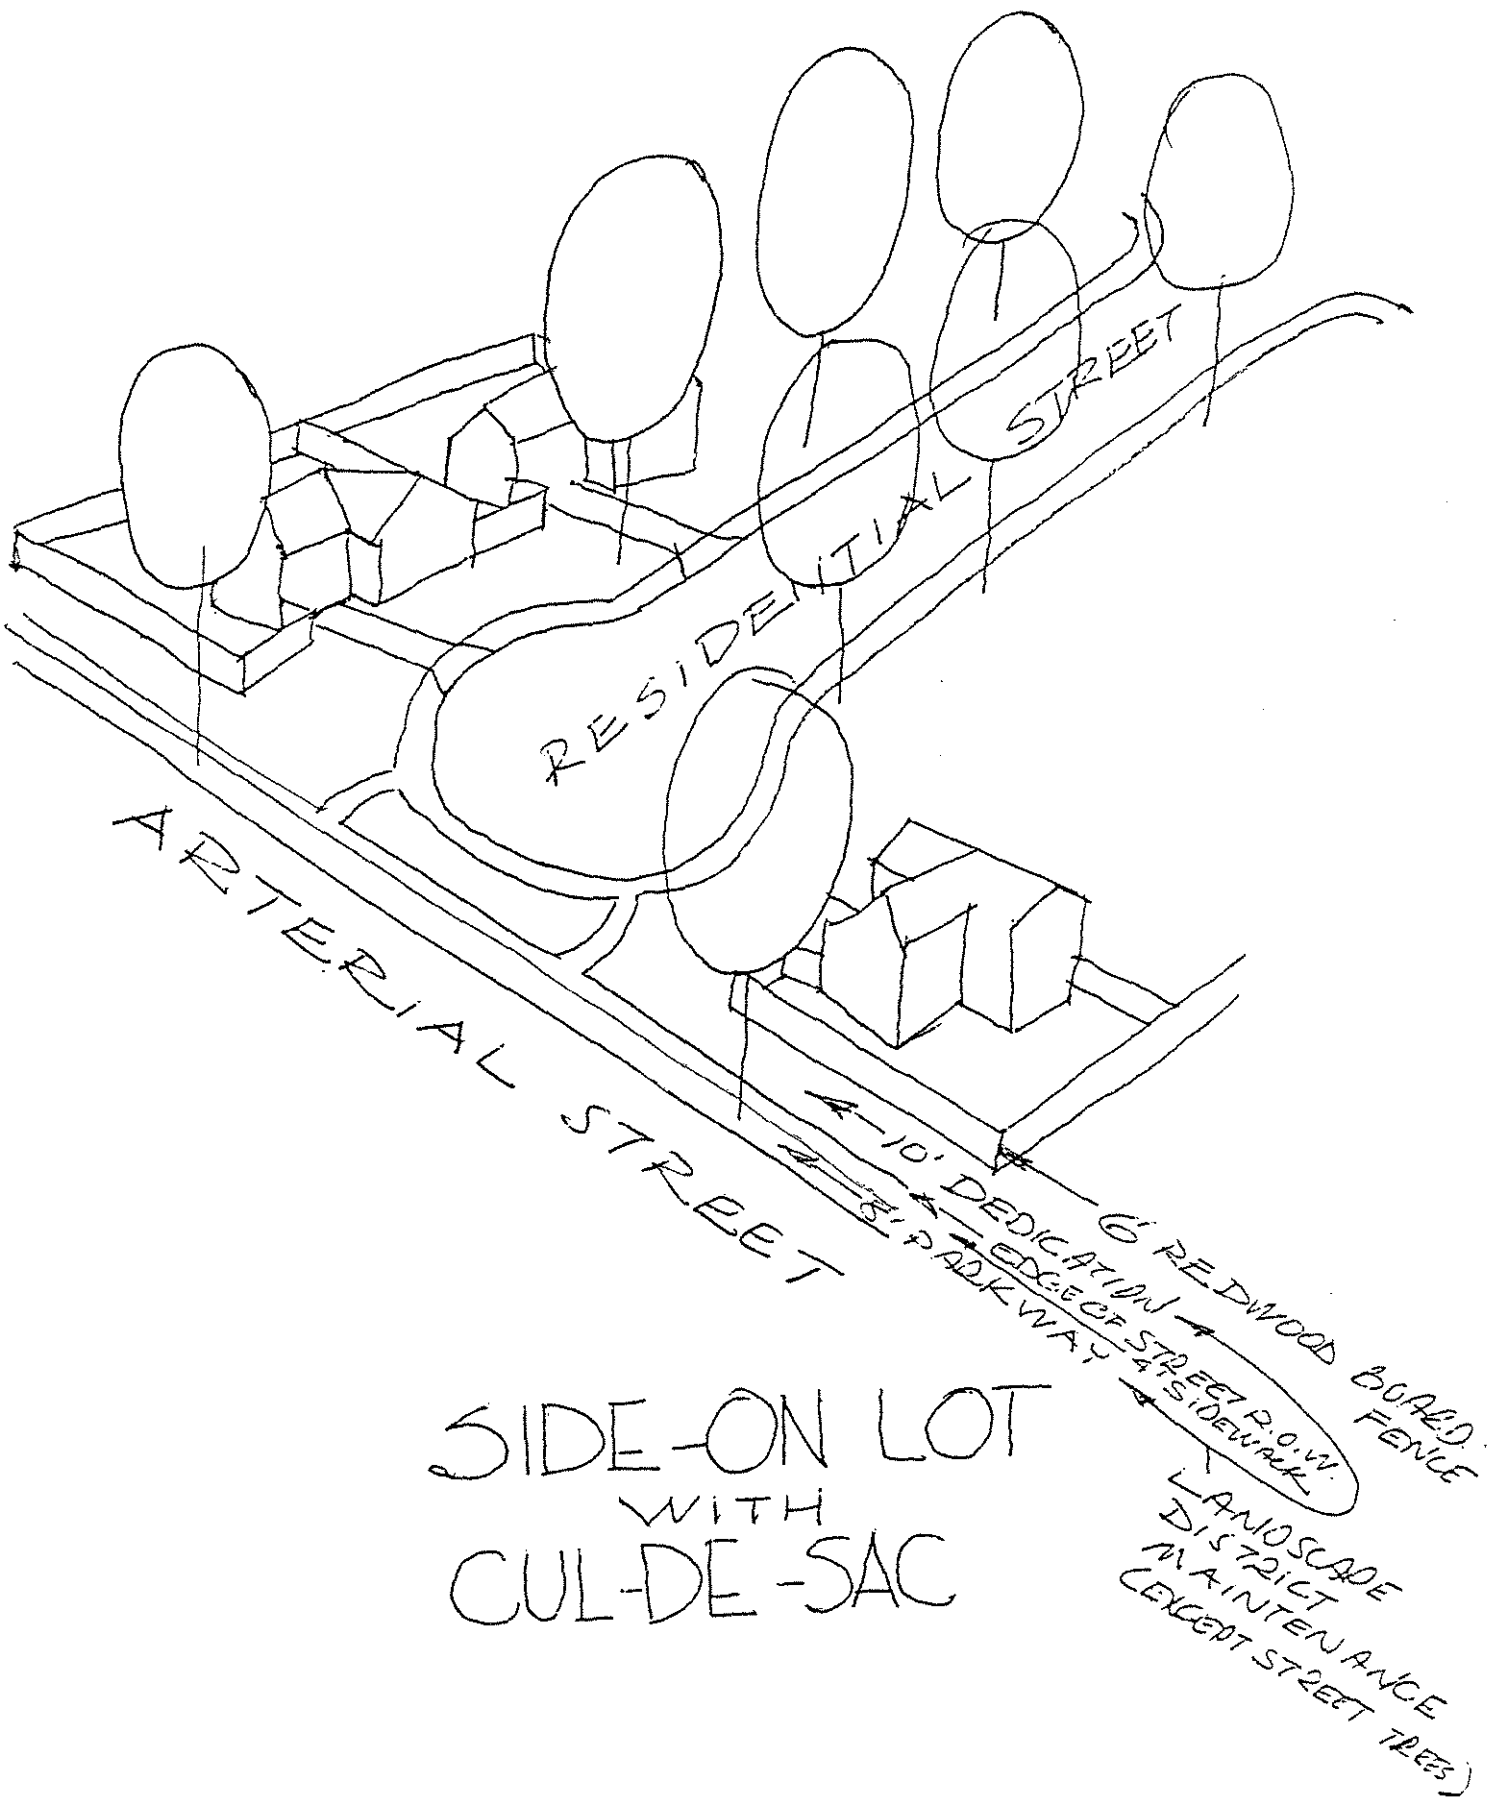 RESIDENTIAL STREET
ARTERIAL STREET
10' DEDICATION
6' REDWOOD BOARD
FENCE
EDGE OF STREET R.O.W.
4' SIDEWALK
8' PARKWAY
LANDSCAPE
DISTRICT
MAINTENANCE
(EXCEPT STREET TREES)
SIDE-ON LOT
WITH
CUL-DE-SAC